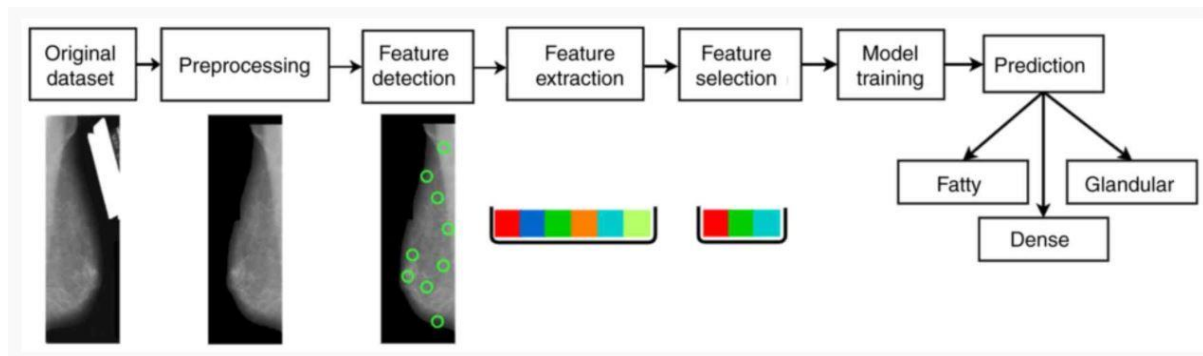 Original
dataset
Preprocessing
Feature
detection
Feature
extraction
Feature
selection
Model
training
Prediction
Fatty
Glandular
Dense